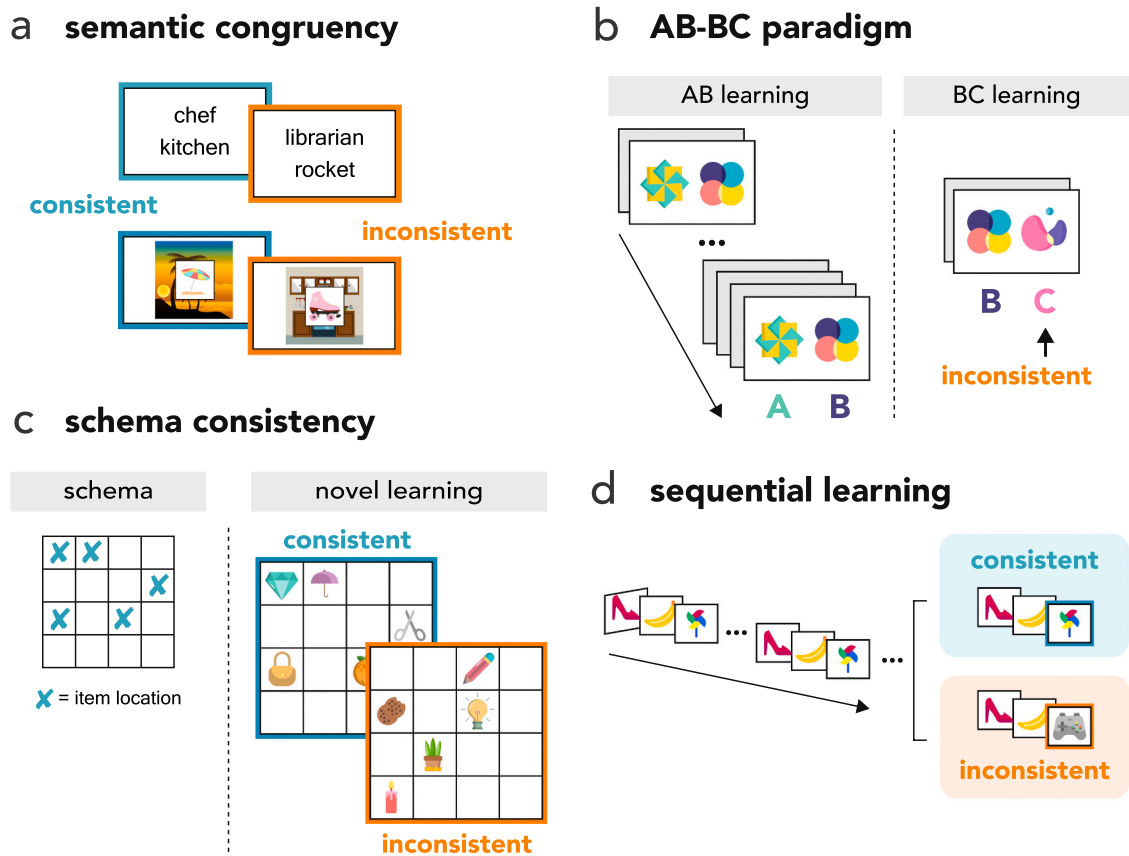 a semantic congruency
chef
kitchen
librarian
rocket
consistent
inconsistent
b AB-BC paradigm
AB learning
BC learning
...
A B
B C
inconsistent
c schema consistency
schema
novel learning
consistent
✘ ✘
✘
✘ ✘
✘ = item location
inconsistent
d sequential learning
consistent
... ...
inconsistent